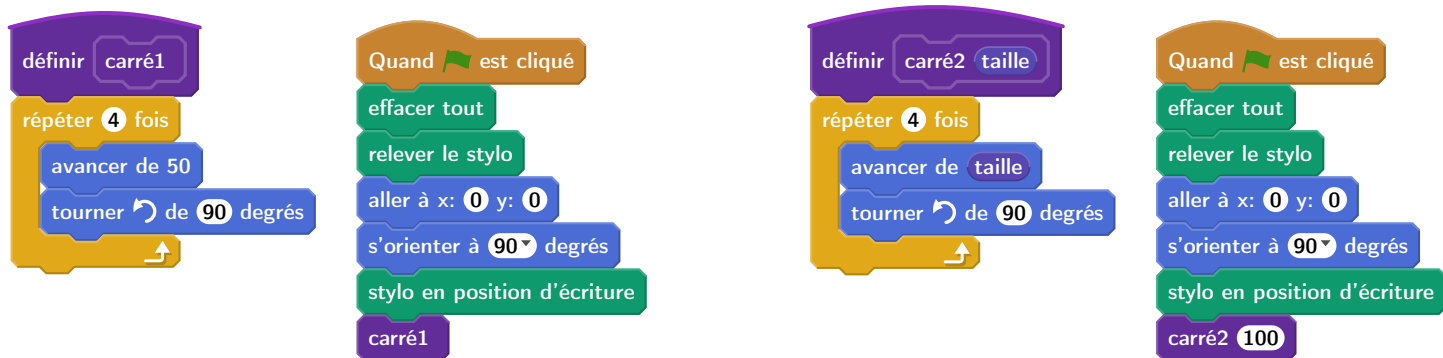 définir carré1
répéter 4 fois
avancer de 50
tourner de 90 degrés
Quand est cliqué
effacer tout
relever le stylo
aller à x: 0 y: 0
s'orienter à 90 degrés
stylo en position d'écriture
carré1
définir carré2 taille
répéter 4 fois
avancer de taille
tourner de 90 degrés
Quand est cliqué
effacer tout
relever le stylo
aller à x: 0 y: 0
s'orienter à 90 degrés
stylo en position d'écriture
carré2 100